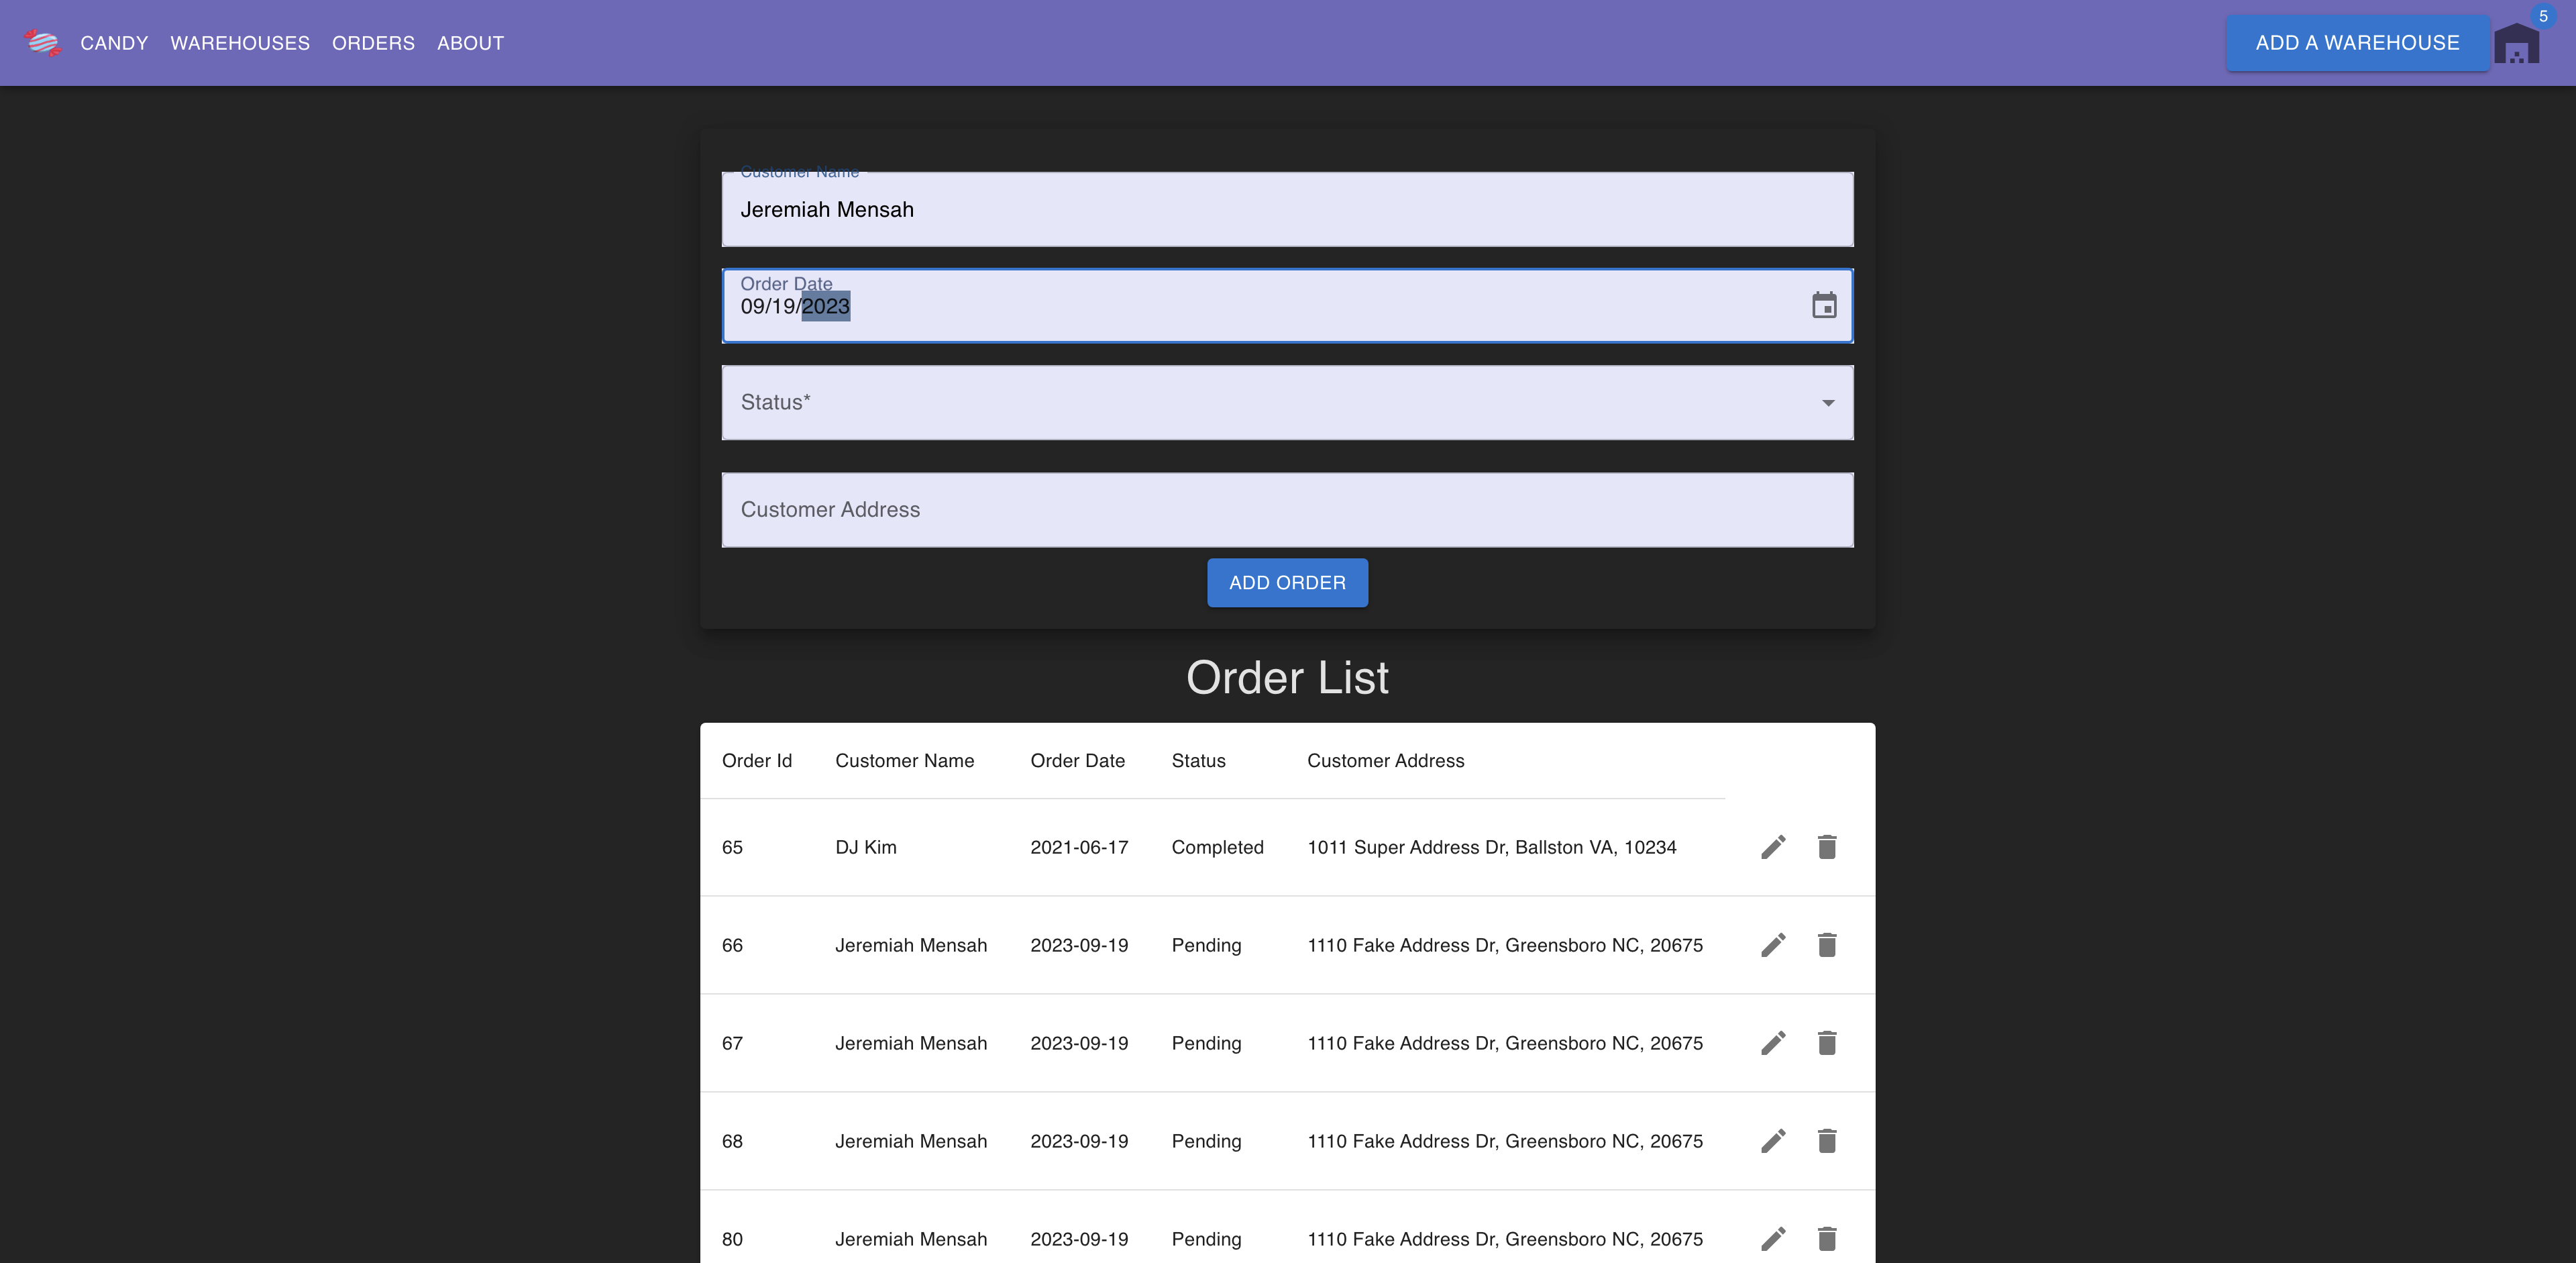 CANDY WAREHOUSES ORDERS ABOUT ADD A WAREHOUSE 5
Customer Name
Jeremiah Mensah
Order Date
09/19/2023
Status*
Customer Address
ADD ORDER
Order List
Order Id Customer Name Order Date Status Customer Address
65 DJ Kim 2021-06-17 Completed 1011 Super Address Dr, Ballston VA, 10234
66 Jeremiah Mensah 2023-09-19 Pending 1110 Fake Address Dr, Greensboro NC, 20675
67 Jeremiah Mensah 2023-09-19 Pending 1110 Fake Address Dr, Greensboro NC, 20675
68 Jeremiah Mensah 2023-09-19 Pending 1110 Fake Address Dr, Greensboro NC, 20675
80 Jeremiah Mensah 2023-09-19 Pending 1110 Fake Address Dr, Greensboro NC, 20675